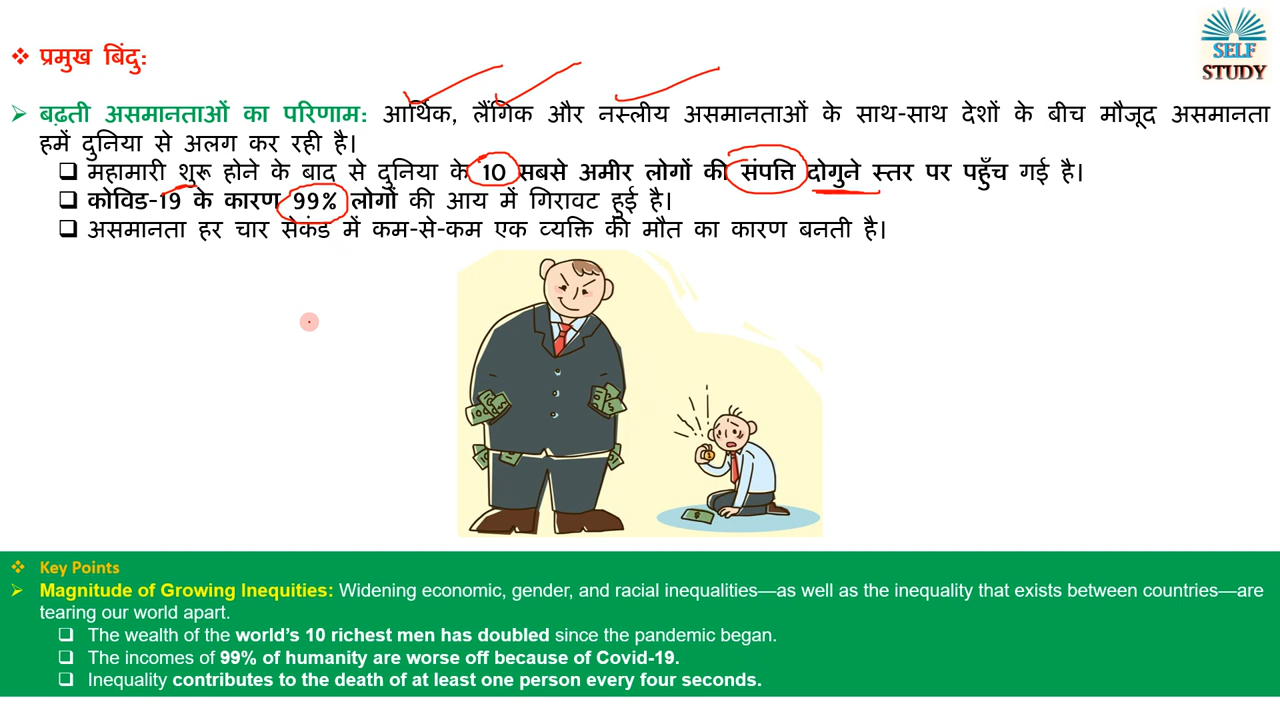 SELF
STUDY
❖ प्रमुख बिंदु:
➢ बढ़ती असमानताओं का परिणाम: आर्थिक, लैंगिक और नस्लीय असमानताओं के साथ-साथ देशों के बीच मौजूद असमानता
हमें दुनिया से अलग कर रही है।
❑ महामारी शुरू होने के बाद से दुनिया के 10 सबसे अमीर लोगों की संपत्ति दोगुने स्तर पर पहुँच गई है।
❑ कोविड-19 के कारण 99% लोगों की आय में गिरावट हुई है।
❑ असमानता हर चार सैकंड में कम-से-कम एक व्यक्ति की मौत का कारण बनती है।
❖ Key Points
➢ Magnitude of Growing Inequities: Widening economic, gender, and racial inequalities—as well as the inequality that exists between countries—are
tearing our world apart.
❑ The wealth of the world’s 10 richest men has doubled since the pandemic began.
❑ The incomes of 99% of humanity are worse off because of Covid-19.
❑ Inequality contributes to the death of at least one person every four seconds.